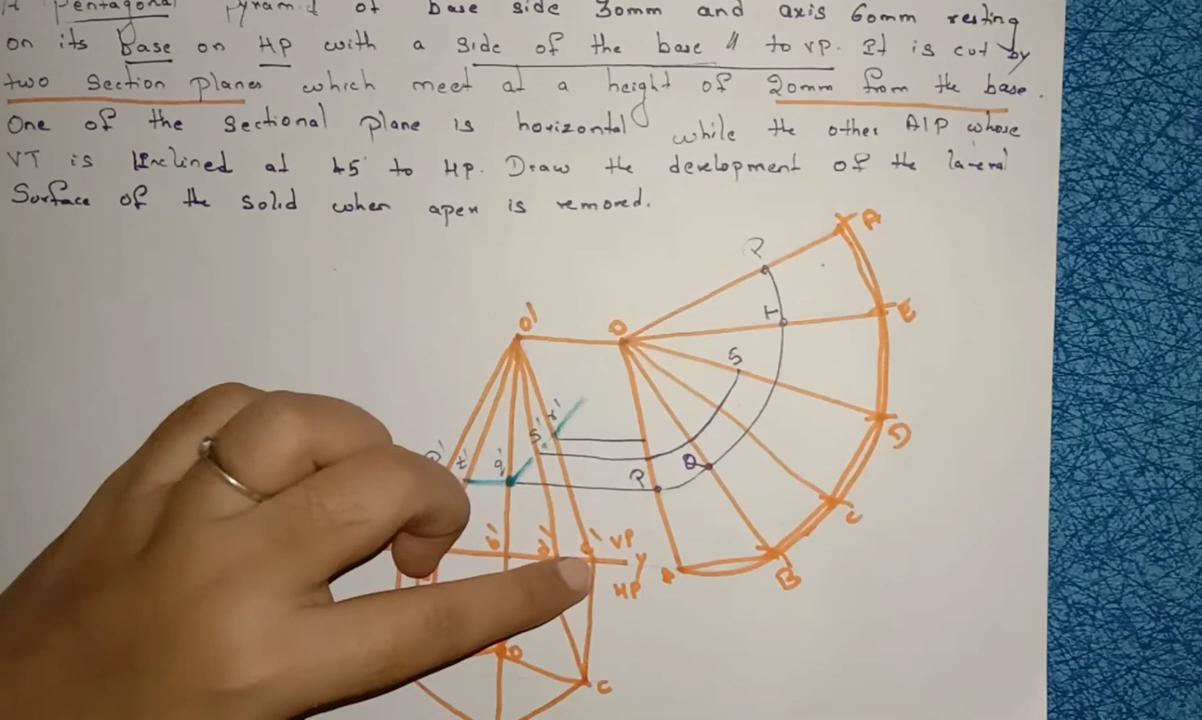 A Pentagonal Pyramid of base side 30mm and axis 60mm resting
on its Base on HP with a side of the base 11 to VP. It is cut by
two Section Planes which meet at a height of 20mm from the base.
One of the Sectional Plane is horizontal while the other AIP whose
VT is Inclined at 45° to HP. Draw the development of the lateral
Surface of the Solid when apex is removed.
P A
T E
O' O
S
r'
s'
D
t' q' P Q
C
b' d' VP
Y
A B
HP
O
C